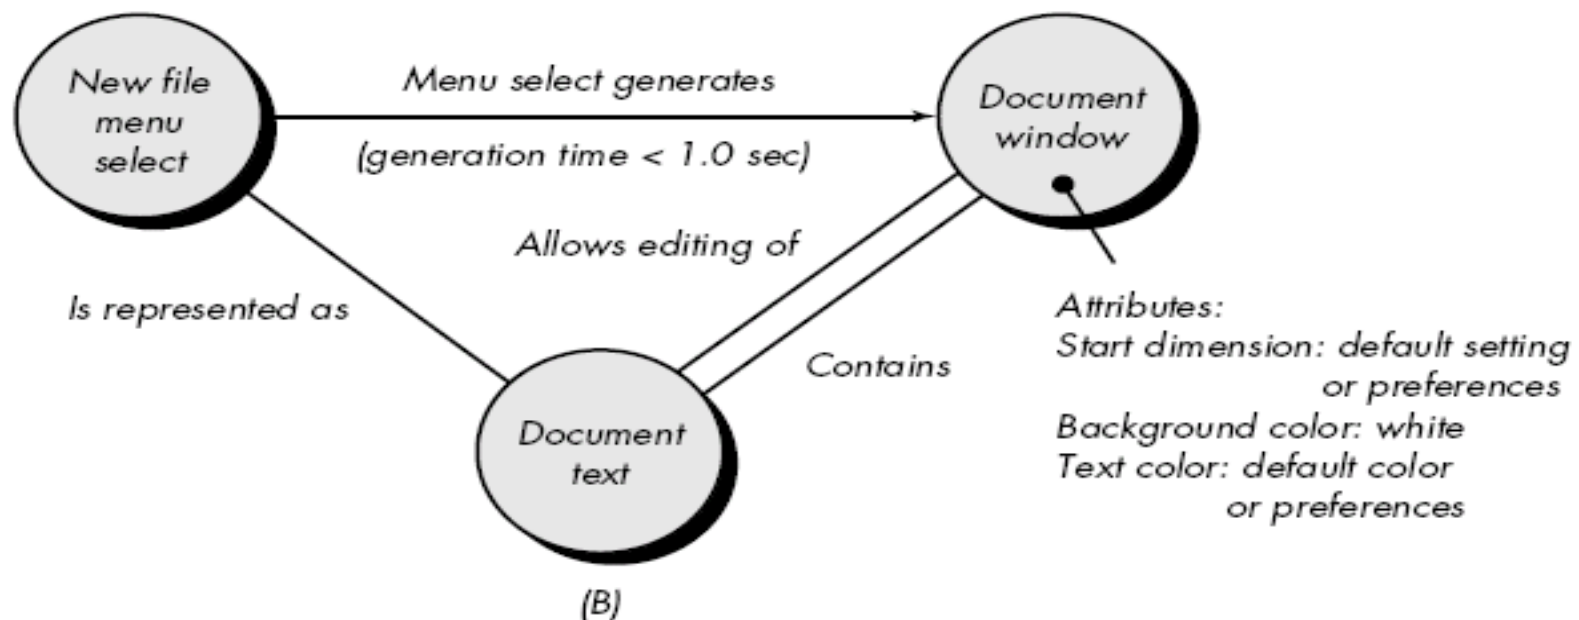 New file
menu
select
Menu select generates
(generation time < 1.0 sec)
Document
window
Allows editing of
Is represented as
Contains
Attributes:
Start dimension: default setting
or preferences
Background color: white
Text color: default color
or preferences
Document
text
(B)